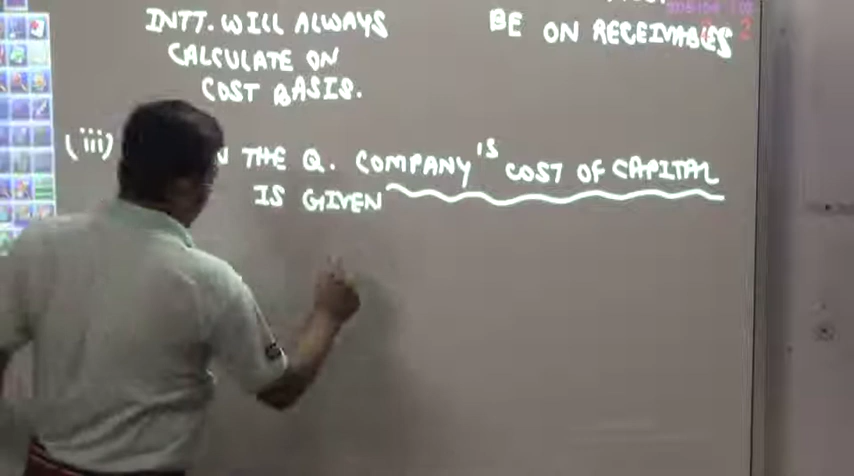 INTT. WILL ALWAYS
CALCULATE ON
COST BASIS.
BE ON RECEIVABLES
(iii) THE Q. COMPANY'S COST OF CAPITAL
IS GIVEN